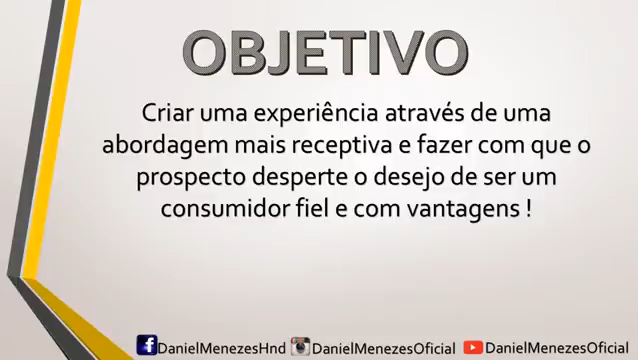 OBJETIVO
Criar uma experiência através de uma
abordagem mais receptiva e fazer com que o
prospecto desperte o desejo de ser um
consumidor fiel e com vantagens !
DanielMenezesHnd DanielMenezesOficial DanielMenezesOficial